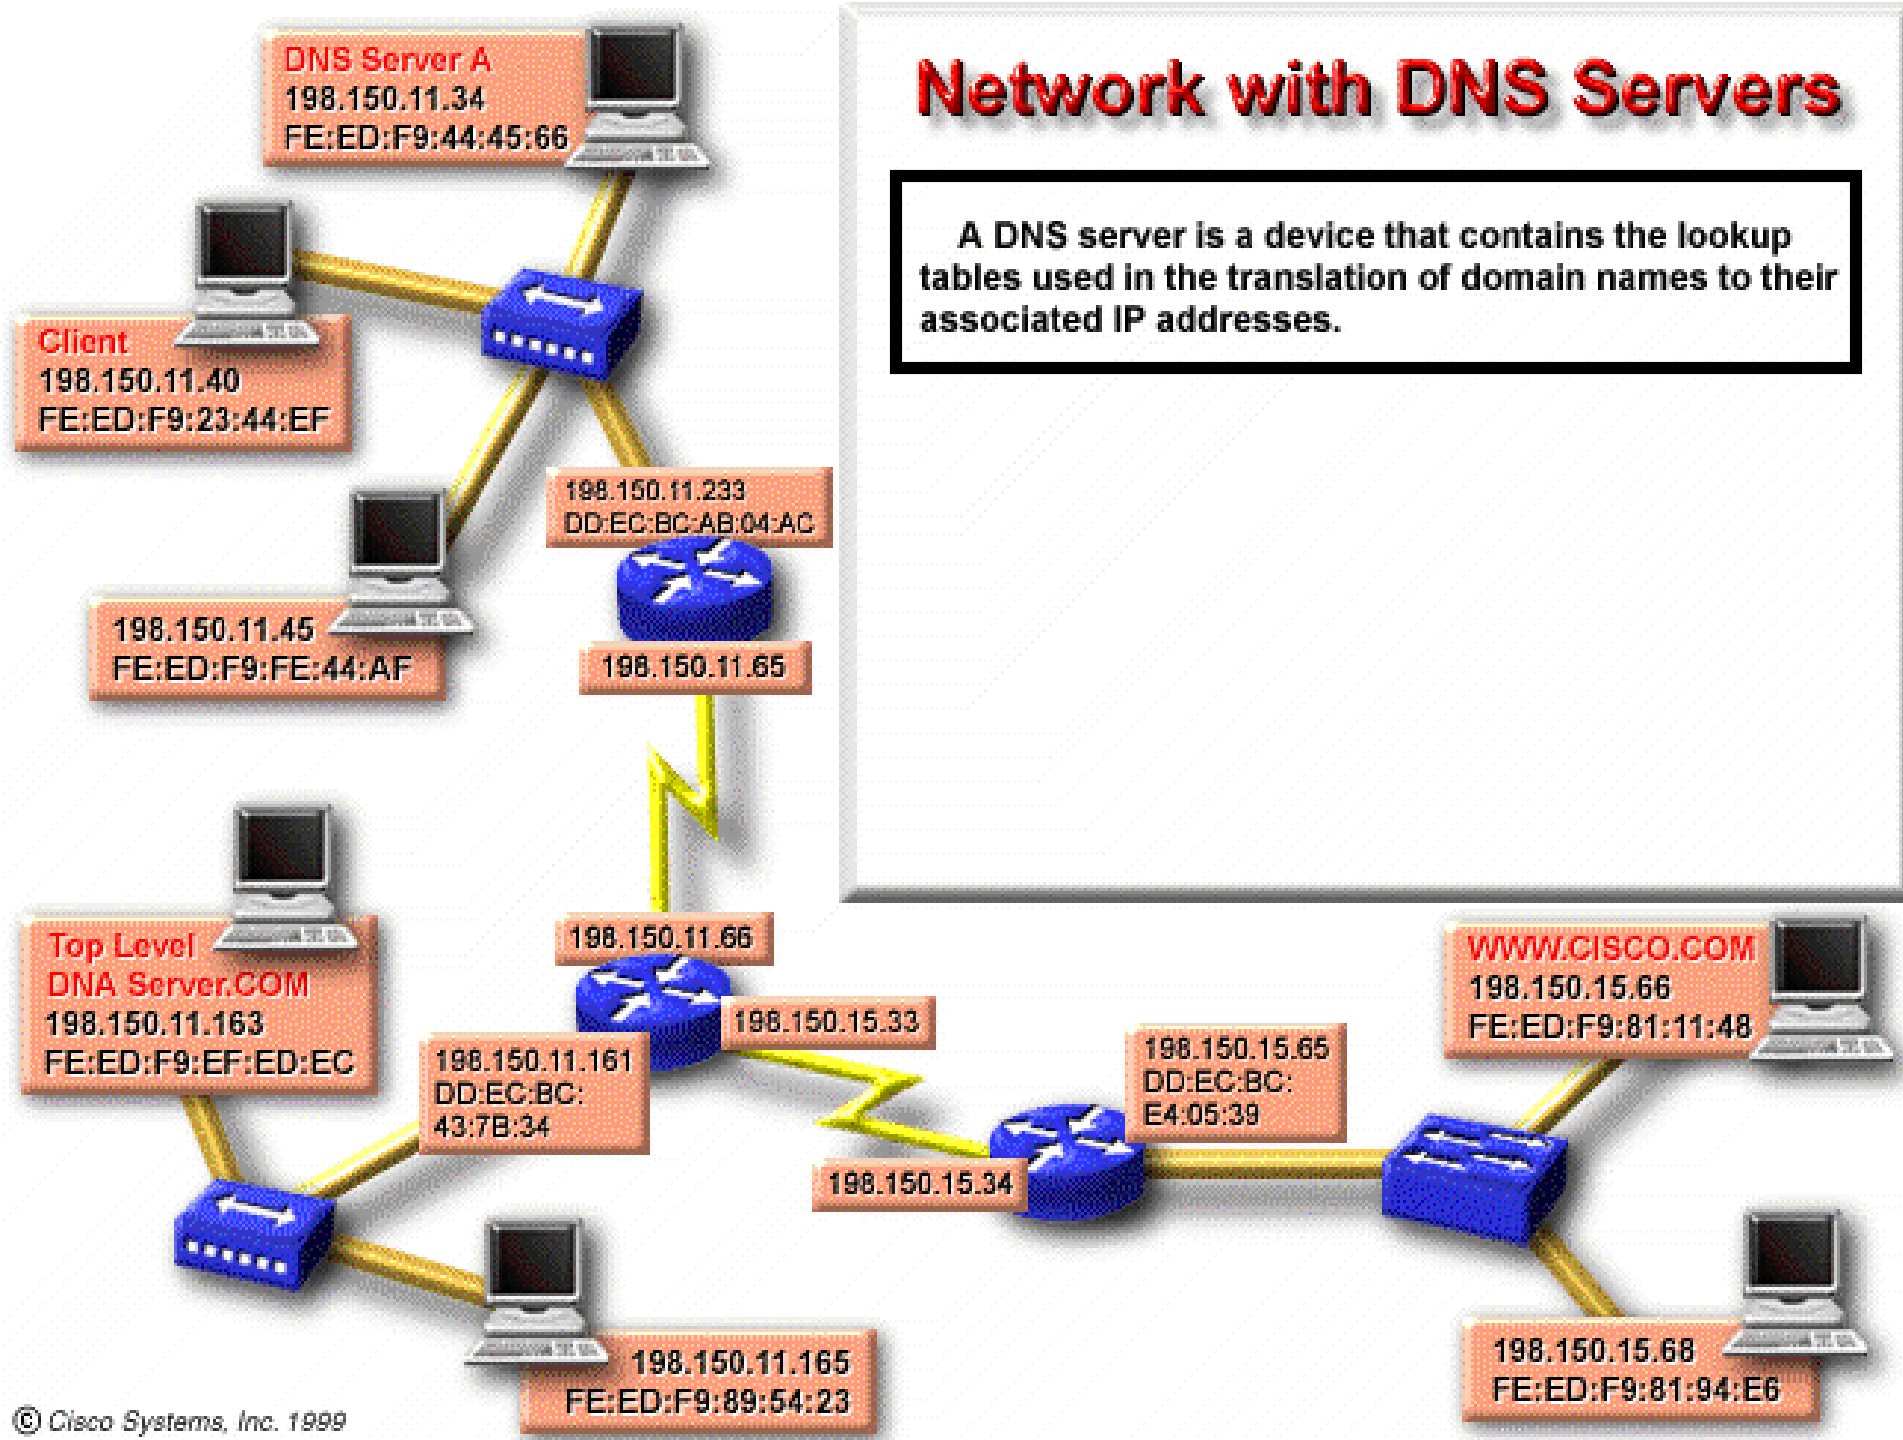 Network with DNS Servers
A DNS server is a device that contains the lookup
tables used in the translation of domain names to their
associated IP addresses.
DNS Server A
198.150.11.34
FE:ED:F9:44:45:66
Client
198.150.11.40
FE:ED:F9:23:44:EF
198.150.11.233
DD:EC:BC:AB:04:AC
198.150.11.45
FE:ED:F9:FE:44:AF
198.150.11.65
Top Level
DNA Server.COM
198.150.11.163
FE:ED:F9:EF:ED:EC
198.150.11.66
198.150.15.33
198.150.11.161
DD:EC:BC:
43:7B:34
198.150.15.65
DD:EC:BC:
E4:05:39
198.150.15.34
WWW.CISCO.COM
198.150.15.66
FE:ED:F9:81:11:48
198.150.11.165
FE:ED:F9:89:54:23
198.150.15.68
FE:ED:F9:81:94:E6
© Cisco Systems, Inc. 1999